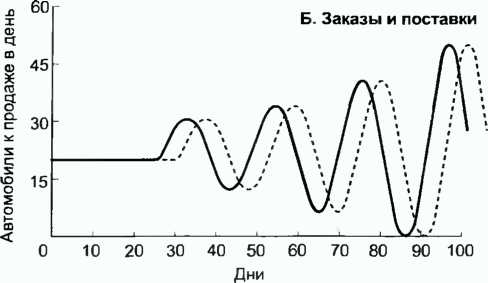 60
Б. Заказы и поставки
45
30
15
Автомобили к продаже в день
0 10 20 30 40 50 60 70 80 90 100
Дни